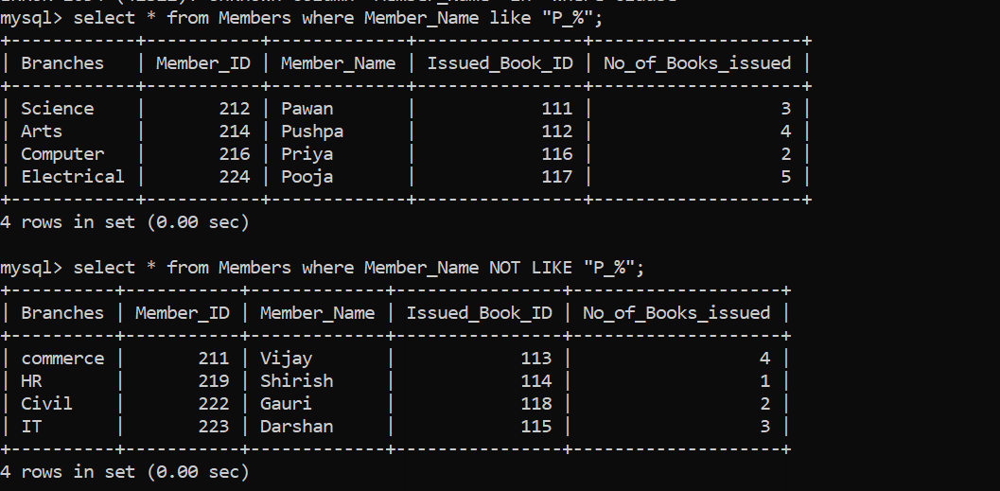 mysql> select * from Members where Member_Name like "P_%";
+------------+-----------+-------------+----------------+--------------------+
| Branches   | Member_ID | Member_Name | Issued_Book_ID | No_of_Books_issued |
+------------+-----------+-------------+----------------+--------------------+
| Science    |       212 | Pawan       |            111 |                  3 |
| Arts       |       214 | Pushpa      |            112 |                  4 |
| Computer   |       216 | Priya       |            116 |                  2 |
| Electrical |       224 | Pooja       |            117 |                  5 |
+------------+-----------+-------------+----------------+--------------------+
4 rows in set (0.00 sec)
mysql> select * from Members where Member_Name NOT LIKE "P_%";
+----------+-----------+-------------+----------------+--------------------+
| Branches | Member_ID | Member_Name | Issued_Book_ID | No_of_Books_issued |
+----------+-----------+-------------+----------------+--------------------+
| commerce |       211 | Vijay       |            113 |                  4 |
| HR       |       219 | Shirish     |            114 |                  1 |
| Civil    |       222 | Gauri       |            118 |                  2 |
| IT       |       223 | Darshan     |            115 |                  3 |
+----------+-----------+-------------+----------------+--------------------+
4 rows in set (0.00 sec)